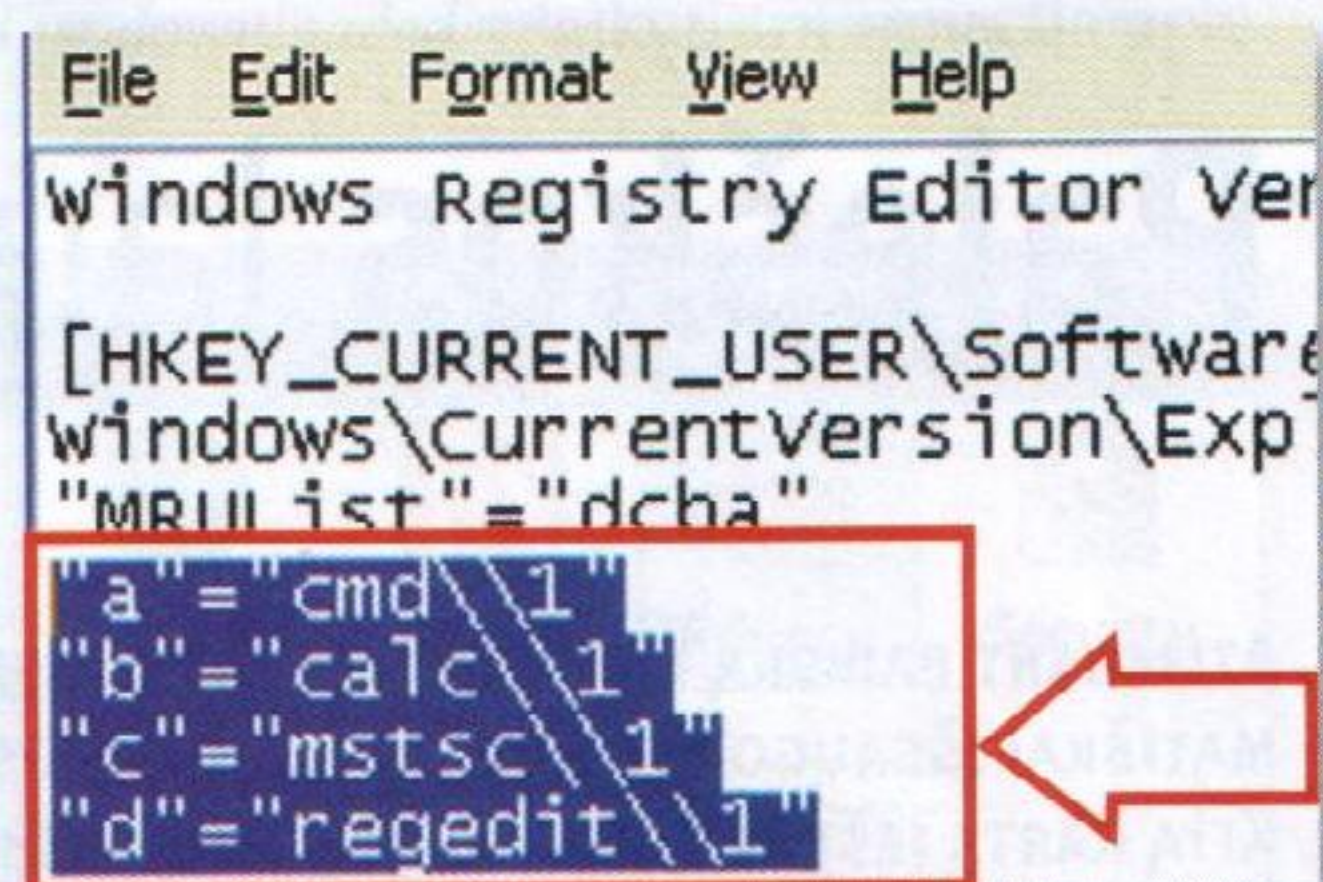 File Edit Format View Help
Windows Registry Editor Ver
[HKEY_CURRENT_USER\Software
Windows\CurrentVersion\Exp
"MRUList"="dcba"
"a"="cmd\\1"
"b"="calc\\1"
"c"="mstsc\\1"
"d"="regedit\\1"